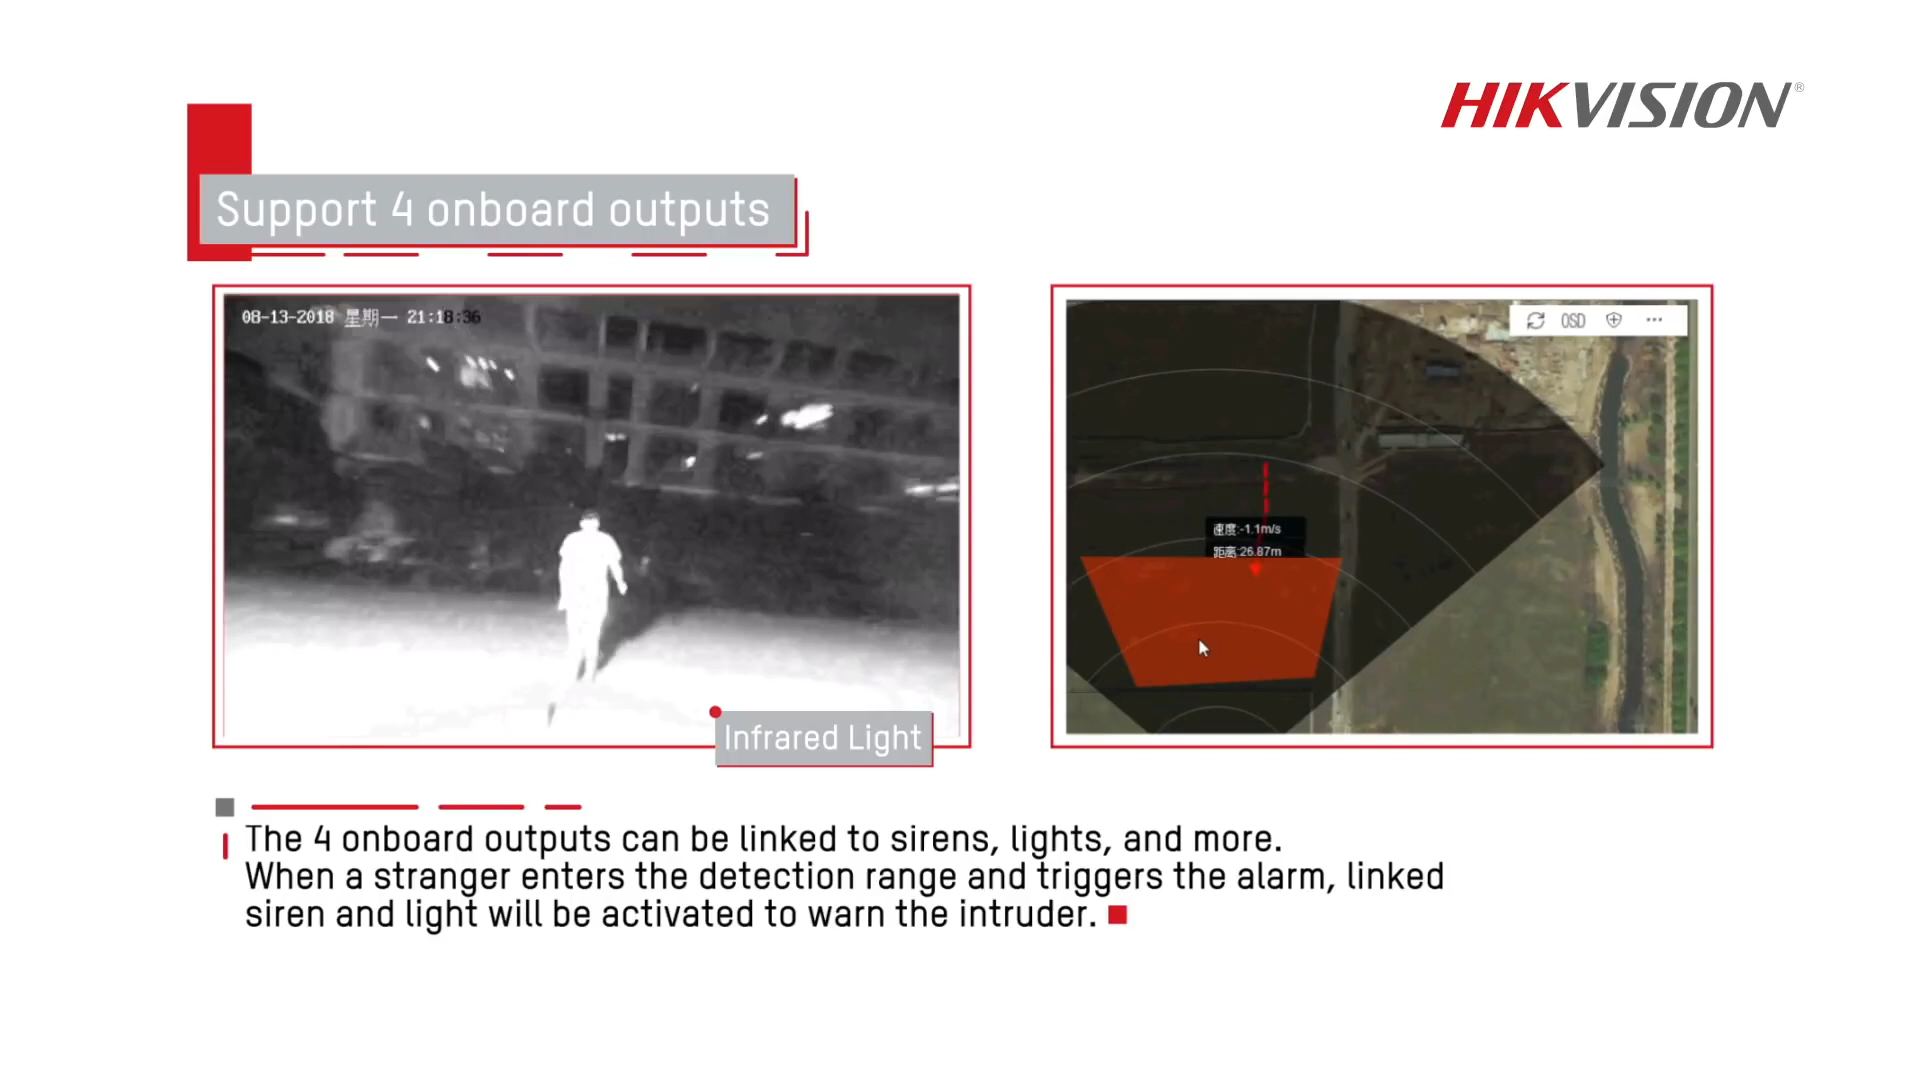 HIKVISION®
Support 4 onboard outputs
08-13-2018 星期一 21:18:36
OSD
速度:-1.1m/s
距离:26.87m
Infrared Light
The 4 onboard outputs can be linked to sirens, lights, and more.
When a stranger enters the detection range and triggers the alarm, linked
siren and light will be activated to warn the intruder.